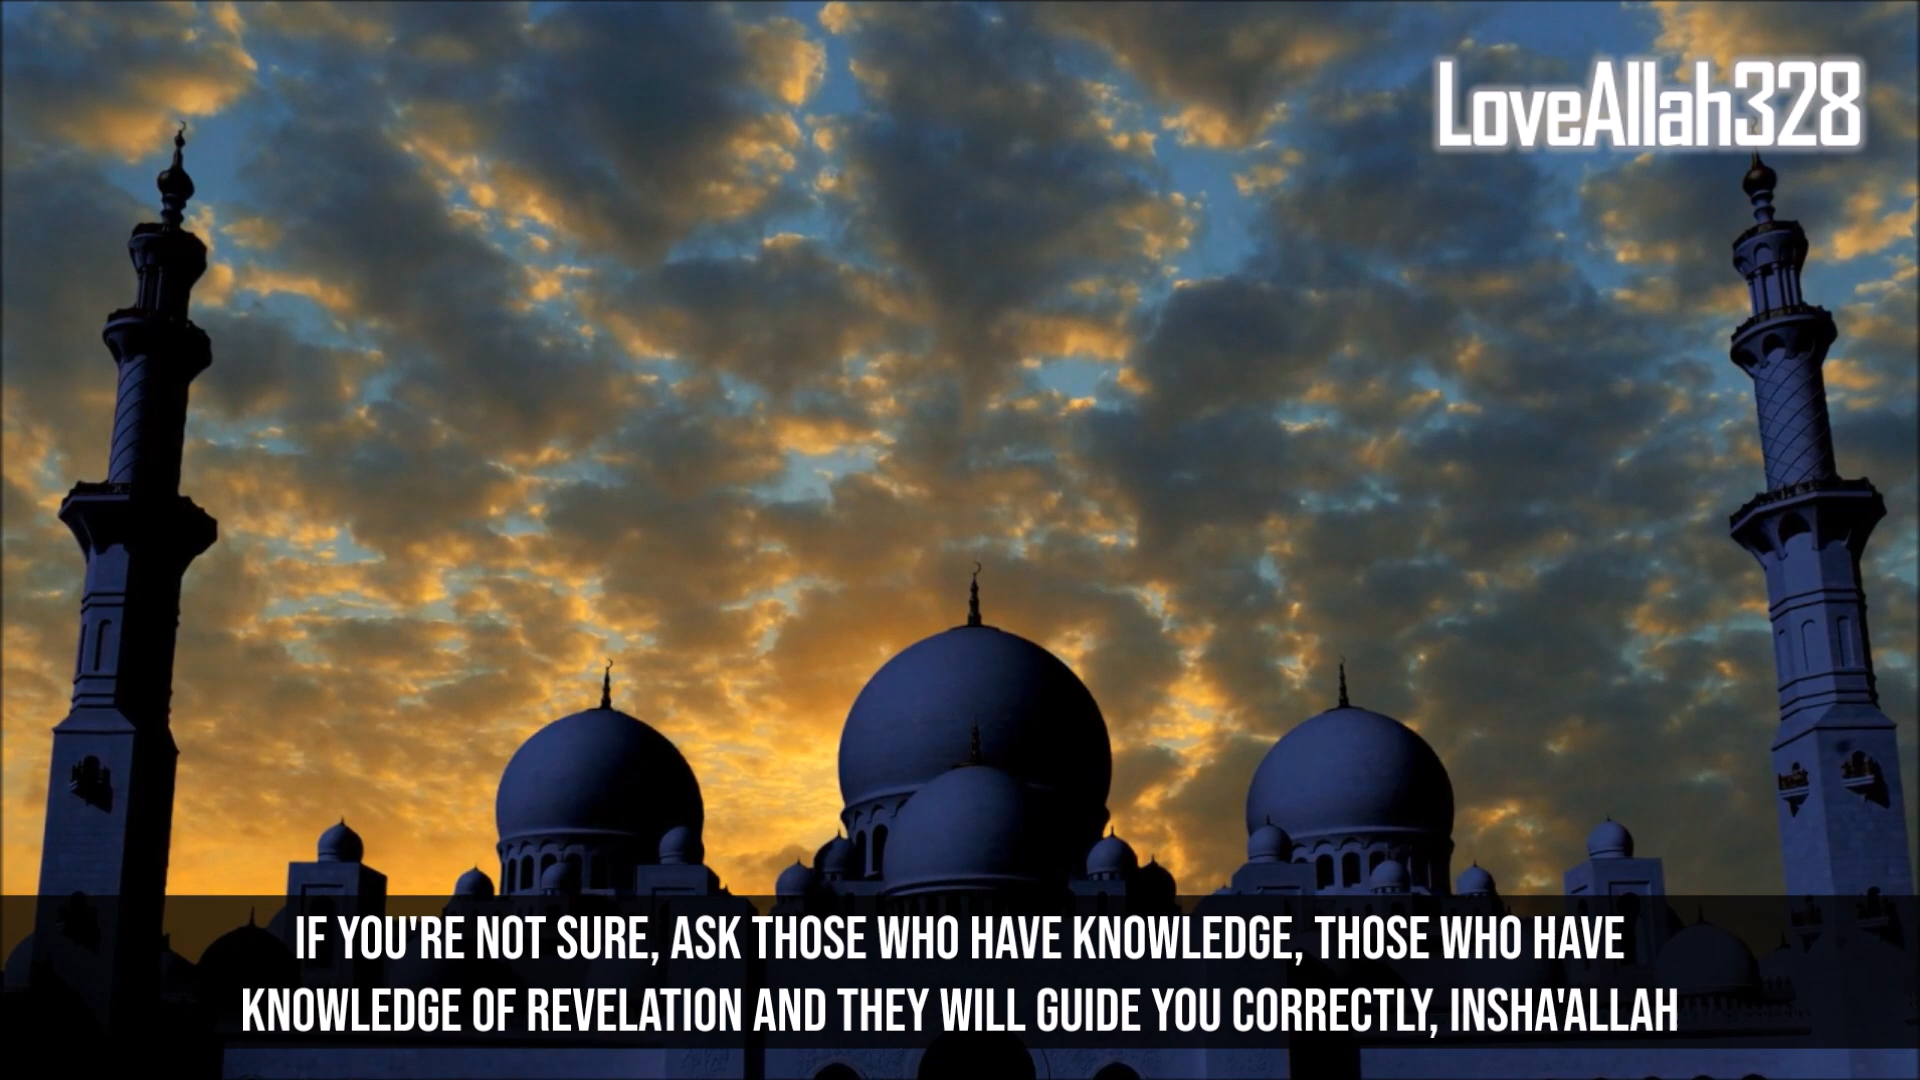 LoveAllah328
IF YOU'RE NOT SURE, ASK THOSE WHO HAVE KNOWLEDGE, THOSE WHO HAVE
KNOWLEDGE OF REVELATION AND THEY WILL GUIDE YOU CORRECTLY, INSHA'ALLAH